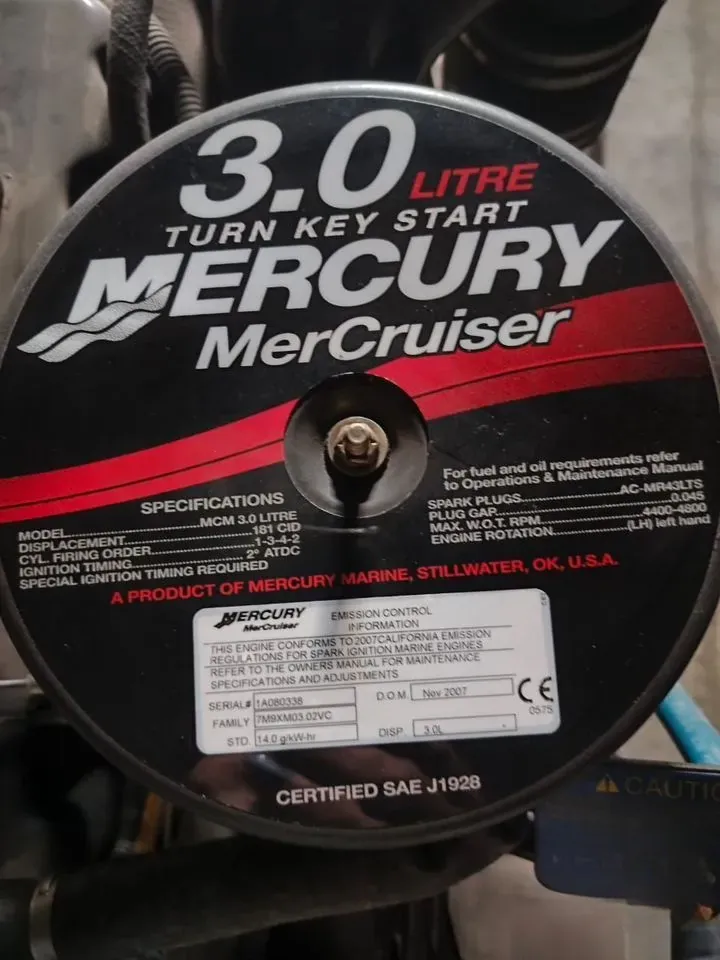 3.0 LITRE
TURN KEY START
MERCURY
MerCruiser
SPECIFICATIONS
MODEL..........................MCM 3.0 LITRE
DISPLACEMENT..........................181 CID
CYL. FIRING ORDER......................1-3-4-2
IGNITION TIMING......................2° ATDC
SPECIAL IGNITION TIMING REQUIRED
For fuel and oil requirements refer
to Operations & Maintenance Manual
SPARK PLUGS......................AC-MR43LTS
PLUG GAP..............................0.045
MAX. W.O.T. RPM......................4400-4800
ENGINE ROTATION..............(LH) left hand
A PRODUCT OF MERCURY MARINE, STILLWATER, OK, U.S.A.
MERCURY
MerCruiser
EMISSION CONTROL
INFORMATION
THIS ENGINE CONFORMS TO 2007CALIFORNIA EMISSION
REGULATIONS FOR SPARK IGNITION MARINE ENGINES
REFER TO THE OWNERS MANUAL FOR MAINTENANCE
SPECIFICATIONS AND ADJUSTMENTS
SERIAL# 1A080338 D.O.M. Nov 2007 CE
FAMILY 7M9XM03.02VC 0575
STD. 14.0 g/kW-hr DISP. 3.0L
CERTIFIED SAE J1928